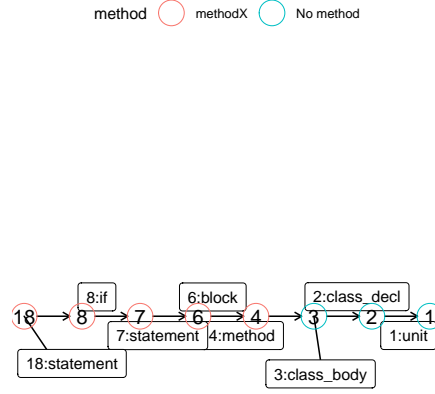 method methodX No method
8:if 6:block 2:class_decl
18 8 7 6 4 3 2 1
7:statement 4:method 1:unit
18:statement 3:class_body